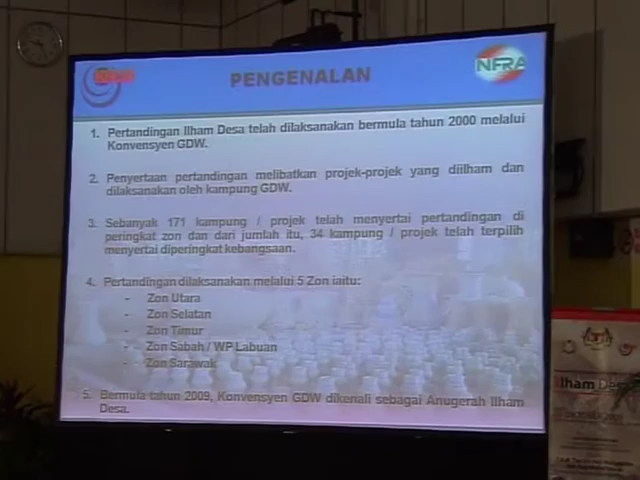 PENGENALAN
NFRA
1. Pertandingan Ilham Desa telah dilaksanakan bermula tahun 2000 melalui
Konvensyen GDW.
2. Penyertaan pertandingan melibatkan projek-projek yang diilham dan
dilaksanakan oleh kampung GDW.
3. Sebanyak 171 kampung / projek telah menyertai pertandingan di
peringkat zon dan dari jumlah itu, 34 kampung / projek telah terpilih
menyertai diperingkat kebangsaan.
4. Pertandingan dilaksanakan melalui 5 Zon iaitu:
- Zon Utara
- Zon Selatan
- Zon Timur
- Zon Sabah / WP Labuan
- Zon Sarawak
5. Bermula tahun 2009, Konvensyen GDW dikenali sebagai Anugerah Ilham
Desa.
Ilham Desa